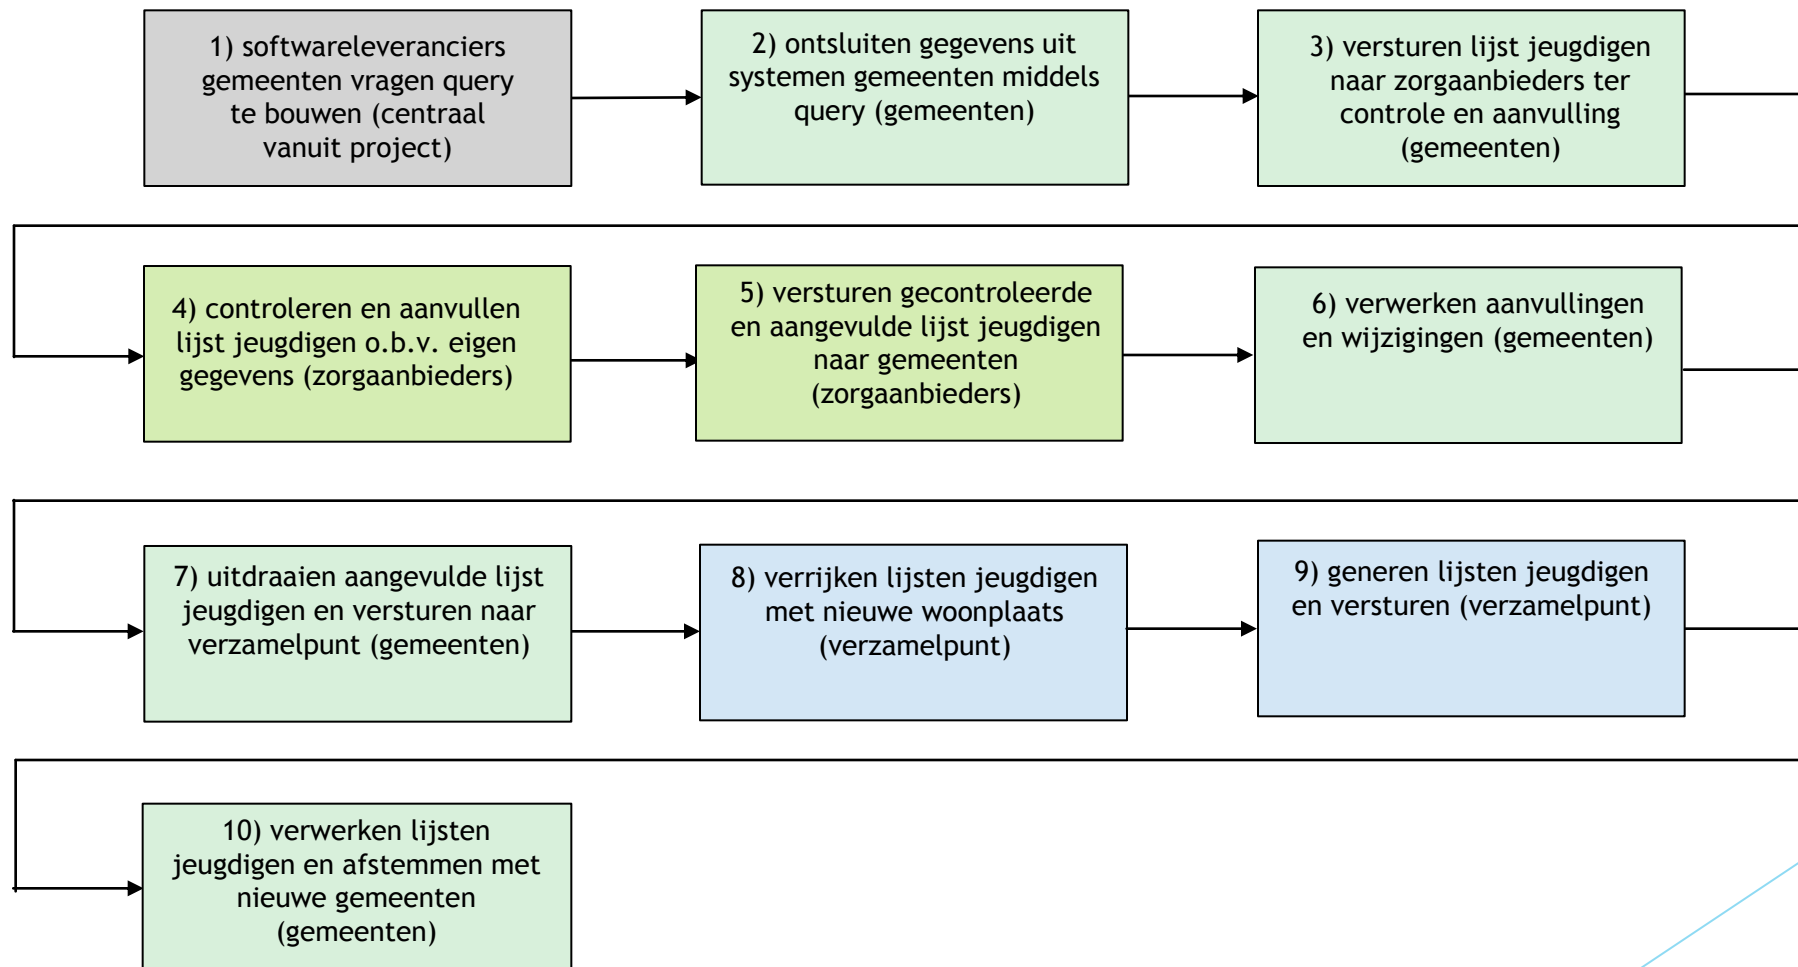 1) softwareleveranciers
gemeenten vragen query
te bouwen (centraal
vanuit project)
2) ontsluiten gegevens uit
systemen gemeenten middels
query (gemeenten)
3) versturen lijst jeugdigen
naar zorgaanbieders ter
controle en aanvulling
(gemeenten)
4) controleren en aanvullen
lijst jeugdigen o.b.v. eigen
gegevens (zorgaanbieders)
5) versturen gecontroleerde
en aangevulde lijst jeugdigen
naar gemeenten
(zorgaanbieders)
6) verwerken aanvullingen
en wijzigingen (gemeenten)
7) uitdraaien aangevulde lijst
jeugdigen en versturen naar
verzamelpunt (gemeenten)
8) verrijken lijsten jeugdigen
met nieuwe woonplaats
(verzamelpunt)
9) generen lijsten jeugdigen
en versturen (verzamelpunt)
10) verwerken lijsten
jeugdigen en afstemmen met
nieuwe gemeenten
(gemeenten)